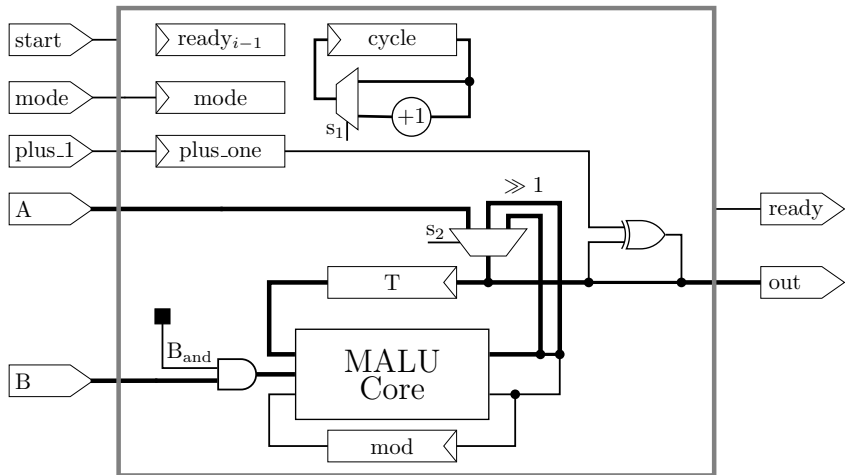 start
ready_{i−1}
cycle
mode
mode
+1
s_1
plus_1
plus_one
≫ 1
A
s_2
ready
T
out
B_and
B
MALU
Core
mod